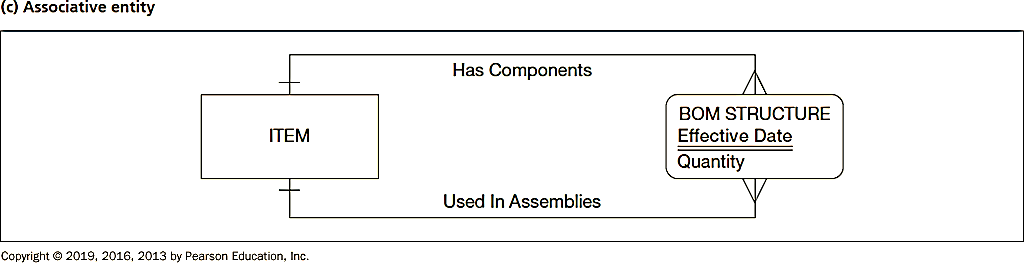 (c) Associative entity
Has Components
ITEM
BOM STRUCTURE
Effective Date
Quantity
Used In Assemblies
Copyright © 2019, 2016, 2013 by Pearson Education, Inc.